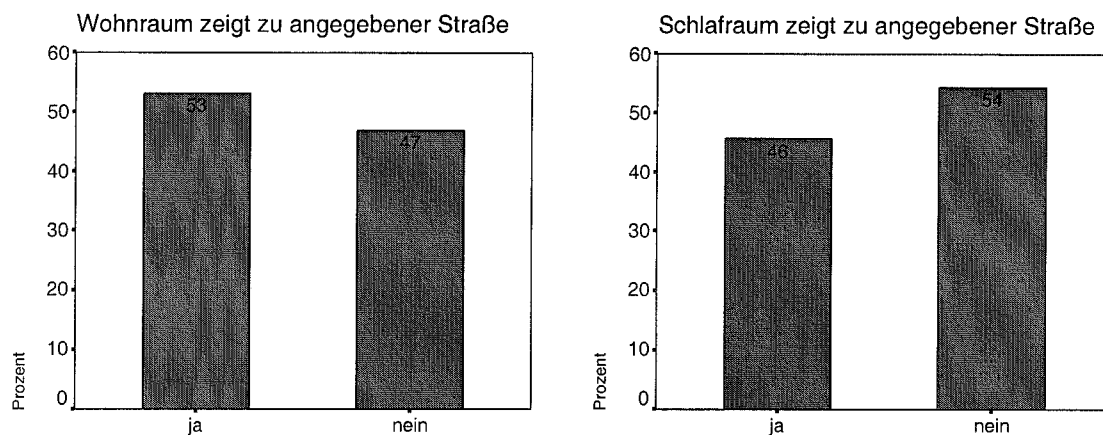 Wohnraum zeigt zu angegebener Straße
60
50
40
30
20
10
0
Prozent
53
47
ja
nein
Schlafraum zeigt zu angegebener Straße
60
50
40
30
20
10
0
Prozent
46
54
ja
nein